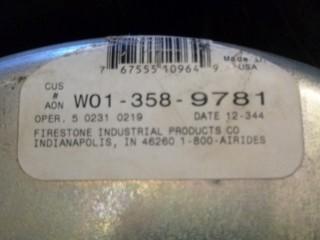 Made in
USA
7 67555 10964 9
CUS
#
AON W01-358-9781
OPER. 5 0231 0219 DATE 12-344
FIRESTONE INDUSTRIAL PRODUCTS CO
INDIANAPOLIS, IN 46260 1-800-AIRIDES